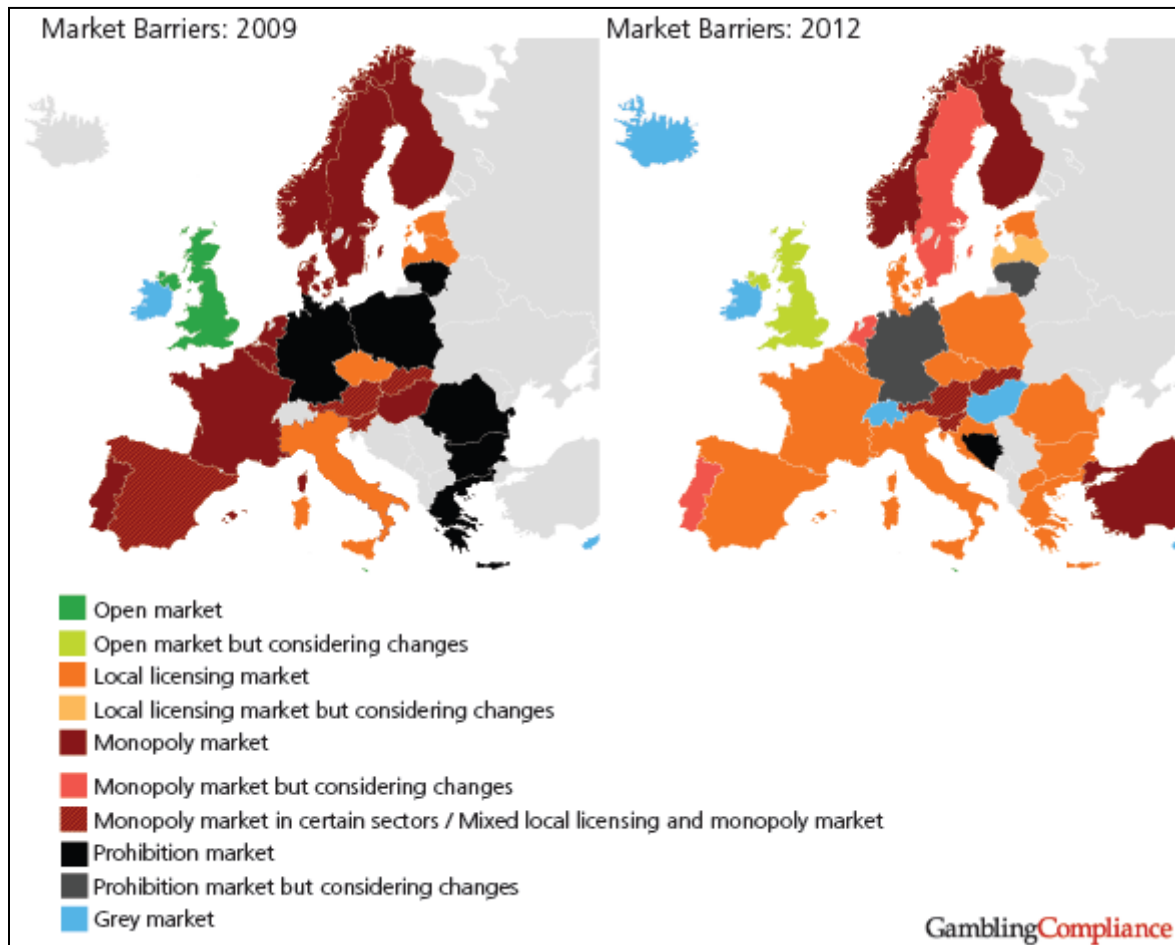 Market Barriers: 2009
Market Barriers: 2012
Open market
Open market but considering changes
Local licensing market
Local licensing market but considering changes
Monopoly market
Monopoly market but considering changes
Monopoly market in certain sectors / Mixed local licensing and monopoly market
Prohibition market
Prohibition market but considering changes
Grey market
GamblingCompliance